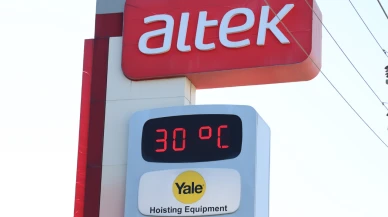 altek
30 °C
Yale
Hoisting Equipment